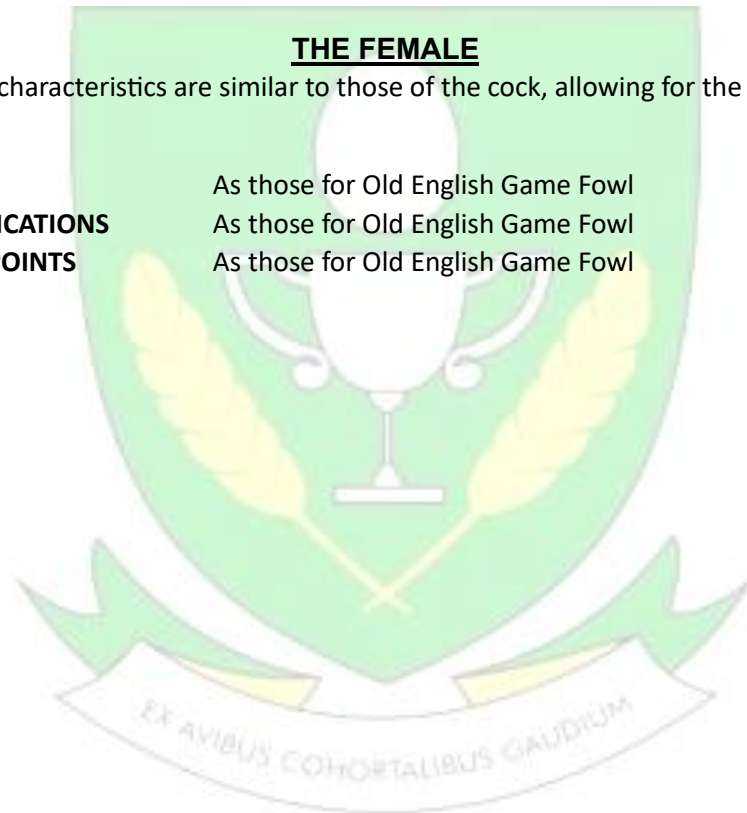 THE FEMALE
characteristics are similar to those of the cock, allowing for the
As those for Old English Game Fowl
ICATIONS As those for Old English Game Fowl
POINTS As those for Old English Game Fowl
EX AVIBUS COHORTALIBUS GAUDIUM